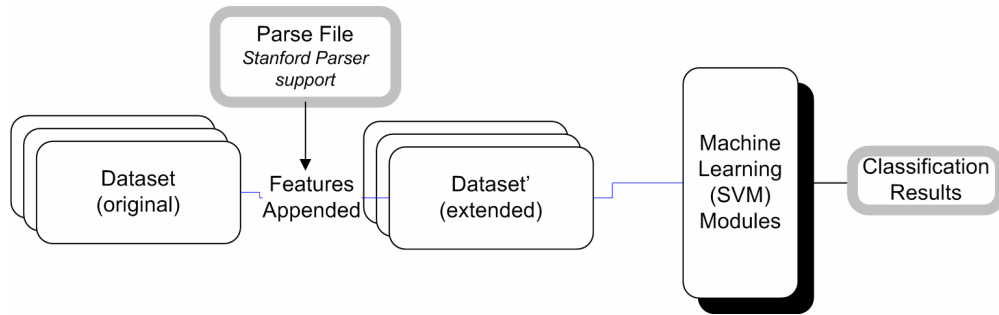 Parse File
Stanford Parser
support
Dataset
(original)
Features
Appended
Dataset’
(extended)
Machine
Learning
(SVM)
Modules
Classification
Results